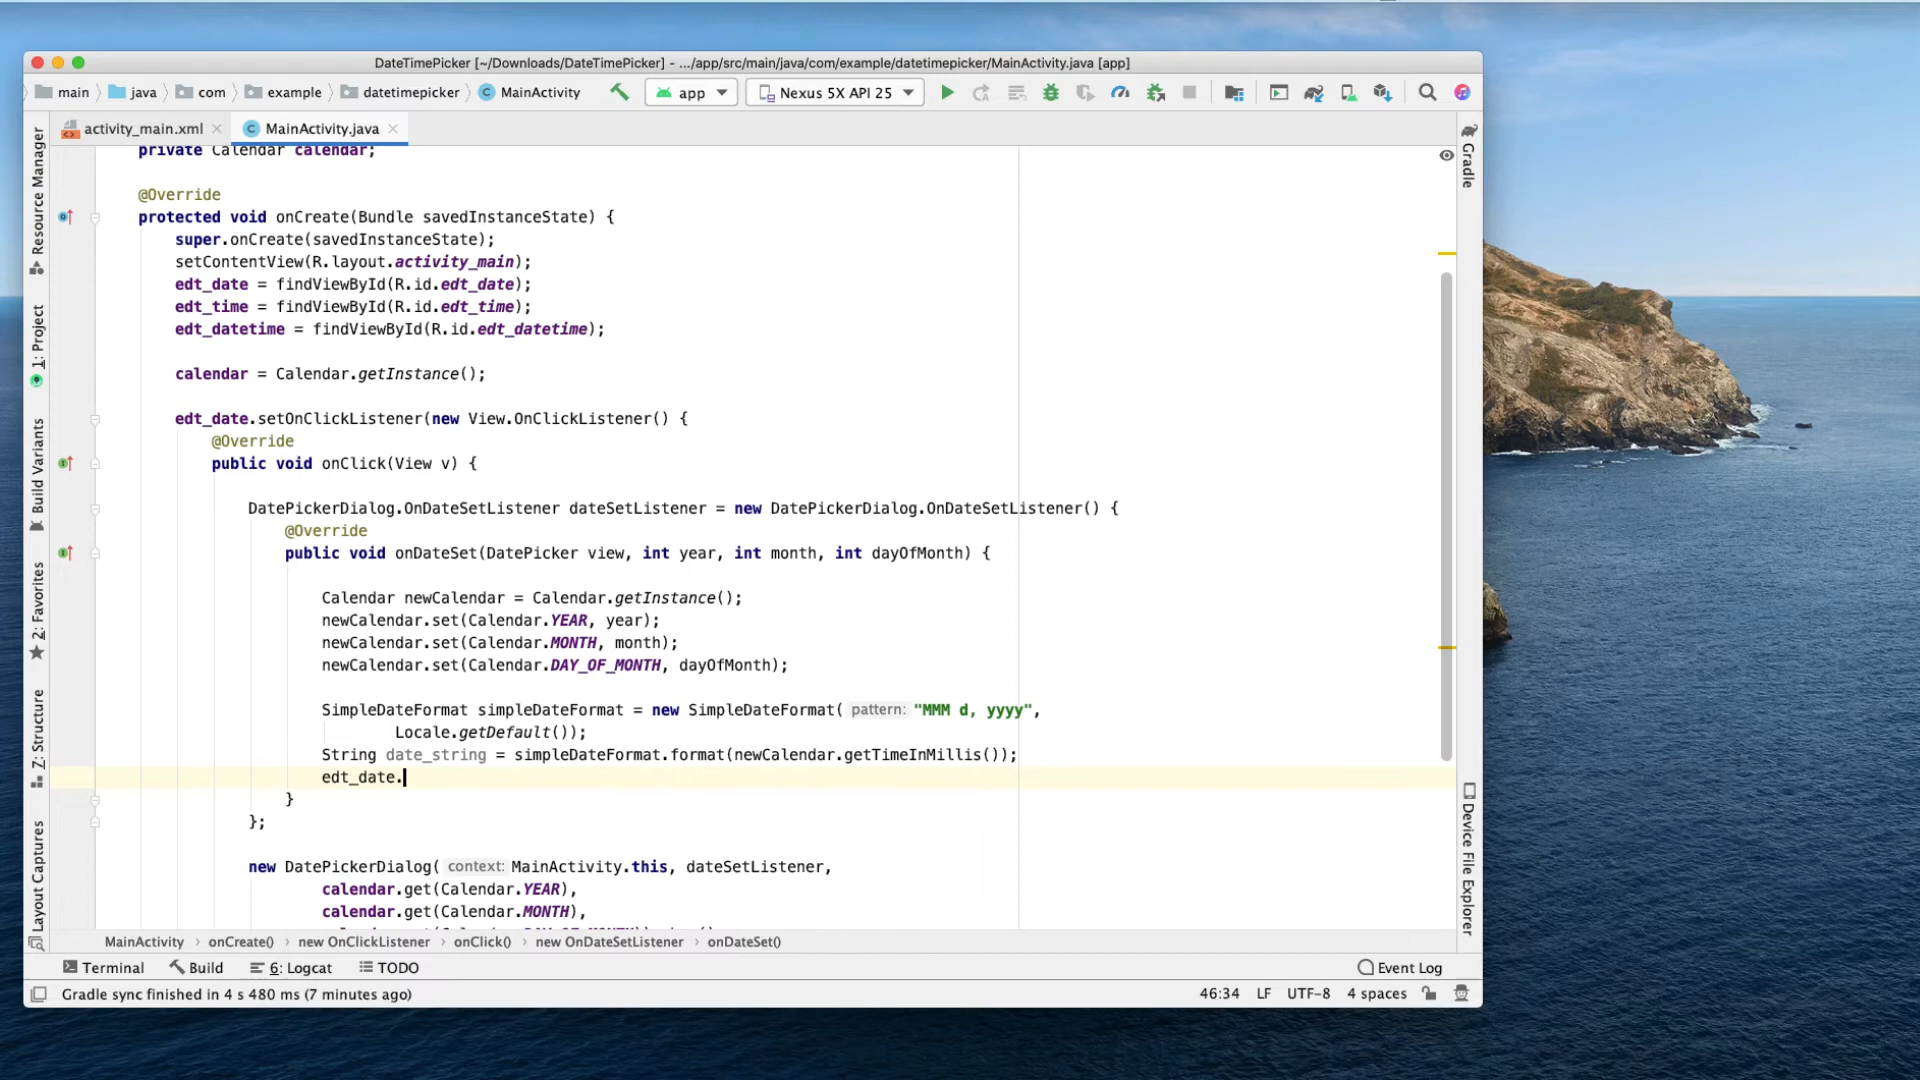 DateTimePicker [~/Downloads/DateTimePicker] - .../app/src/main/java/com/example/datetimepicker/MainActivity.java [app]
main java com example datetimepicker MainActivity app Nexus 5X API 25
activity_main.xml MainActivity.java
private Calendar calendar;
@Override
protected void onCreate(Bundle savedInstanceState) {
super.onCreate(savedInstanceState);
setContentView(R.layout.activity_main);
edt_date = findViewById(R.id.edt_date);
edt_time = findViewById(R.id.edt_time);
edt_datetime = findViewById(R.id.edt_datetime);
calendar = Calendar.getInstance();
edt_date.setOnClickListener(new View.OnClickListener() {
@Override
public void onClick(View v) {
DatePickerDialog.OnDateSetListener dateSetListener = new DatePickerDialog.OnDateSetListener() {
@Override
public void onDateSet(DatePicker view, int year, int month, int dayOfMonth) {
Calendar newCalendar = Calendar.getInstance();
newCalendar.set(Calendar.YEAR, year);
newCalendar.set(Calendar.MONTH, month);
newCalendar.set(Calendar.DAY_OF_MONTH, dayOfMonth);
SimpleDateFormat simpleDateFormat = new SimpleDateFormat( pattern: "MMM d, yyyy",
Locale.getDefault());
String date_string = simpleDateFormat.format(newCalendar.getTimeInMillis());
edt_date.
}
};
new DatePickerDialog( context: MainActivity.this, dateSetListener,
calendar.get(Calendar.YEAR),
calendar.get(Calendar.MONTH),
MainActivity onCreate() new OnClickListener onClick() new OnDateSetListener onDateSet()
Terminal Build 6: Logcat TODO Event Log
Gradle sync finished in 4 s 480 ms (7 minutes ago) 46:34 LF UTF-8 4 spaces
Resource Manager
1: Project
Build Variants
2: Favorites
Z: Structure
Layout Captures
Gradle
Device File Explorer